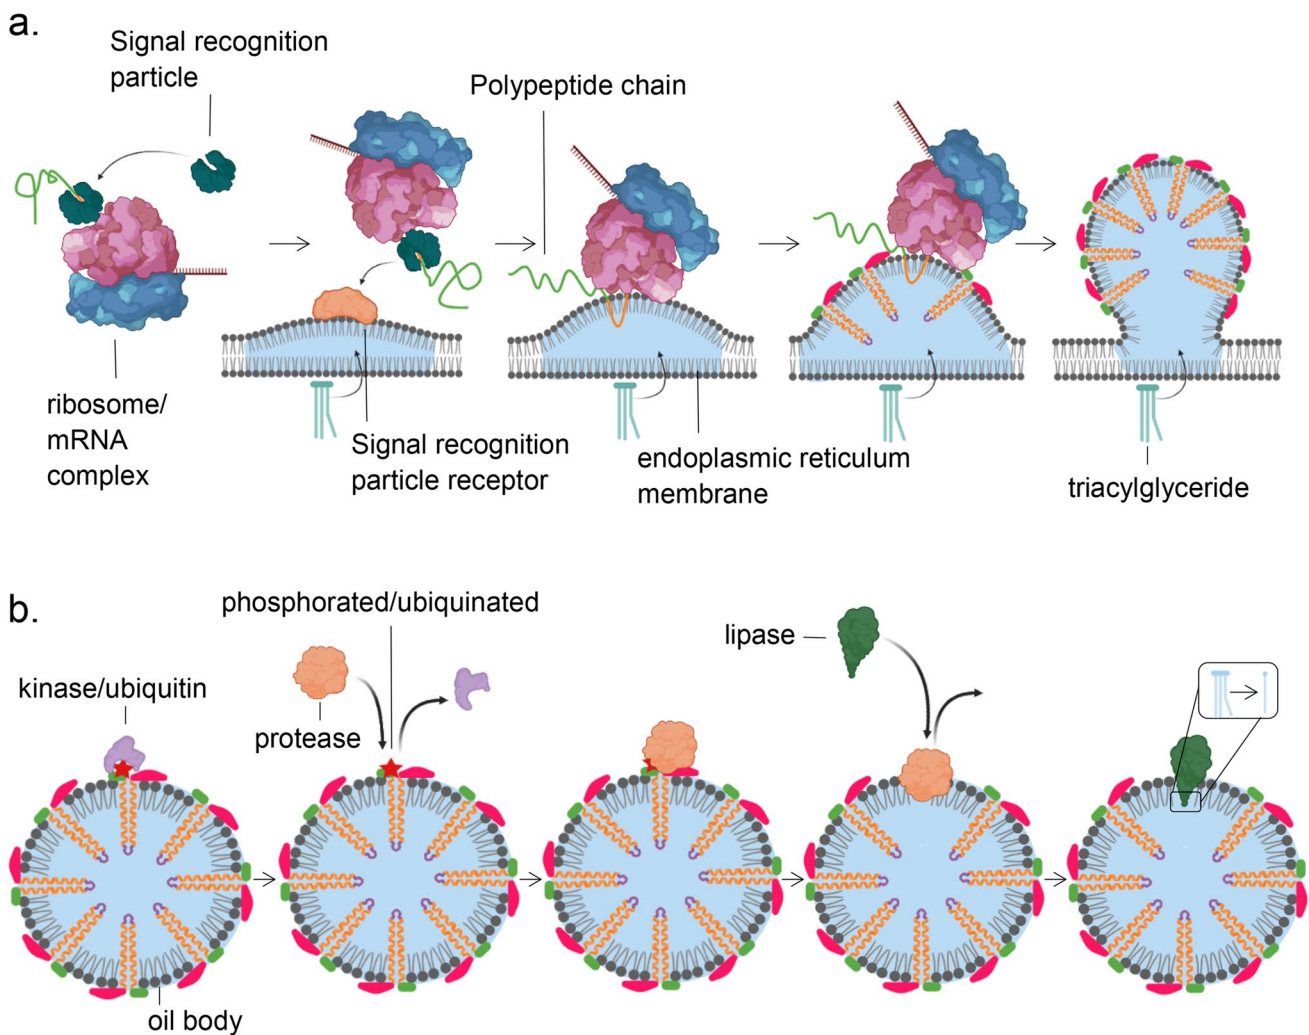 a.
Signal recognition
particle
Polypeptide chain
ribosome/
mRNA
complex
Signal recognition
particle receptor
endoplasmic reticulum
membrane
triacylglyceride
b.
phosphorated/ubiquinated
lipase
kinase/ubiquitin
protease
oil body